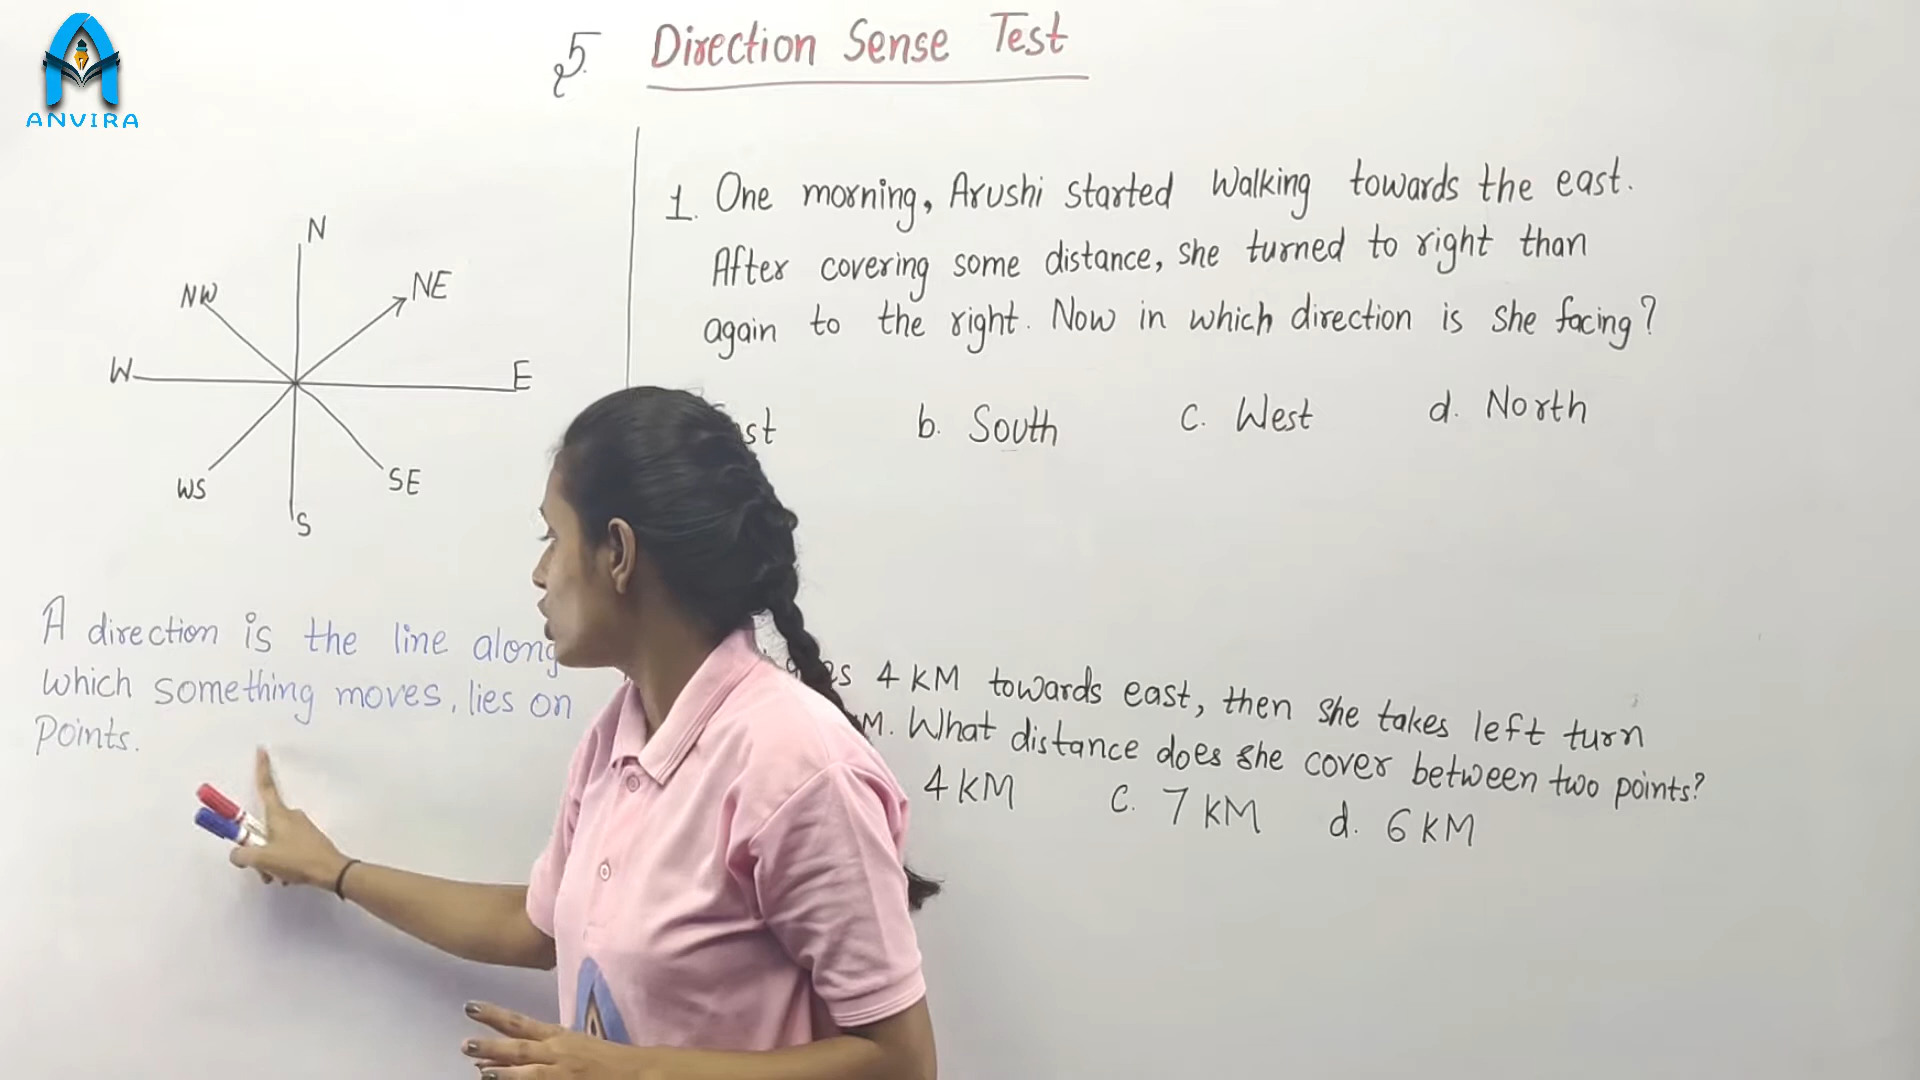 ANVIRA
5. Direction Sense Test
N
NW
NE
W
E
WS
SE
S
A direction is the line along
which something moves, lies on
points.
1. One morning, Arushi started walking towards the east.
After covering some distance, she turned to right than
again to the right. Now in which direction is she facing?
b. South c. West d. North
4 KM towards east, then she takes left turn
What distance does she cover between two points?
4 KM c. 7 KM d. 6 KM